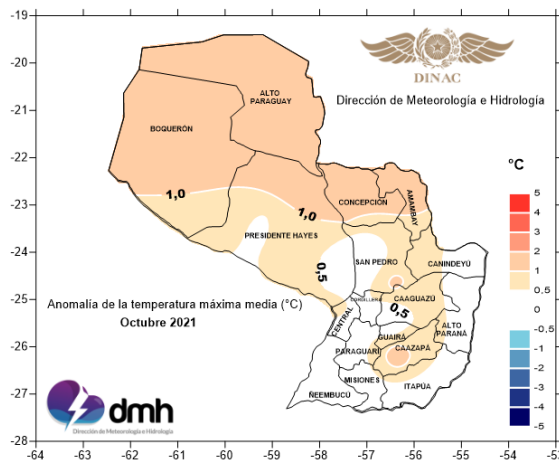 -19
-20
-21
-22
-23
-24
-25
-26
-27
-28
-64
-63
-62
-61
-60
-59
-58
-57
-56
-55
-54
-53
DINAC
Dirección de Meteorología e Hidrología
ALTO
PARAGUAY
BOQUERÓN
1,0
1,0
CONCEPCIÓN
AMAMBAY
PRESIDENTE HAYES
0,5
SAN PEDRO
CANINDEYÚ
CORDILLERA
CAAGUAZÚ
0,5
CENTRAL
GUAIRÁ
ALTO
PARANÁ
PARAGUARÍ
CAAZAPÁ
MISIONES
ITAPÚA
ÑEEMBUCÚ
Anomalía de la temperatura máxima media (°C)
Octubre 2021
°C
5
4
3
2
1
0,5
0
-0,5
-1
-2
-3
-4
-5
dmh
Dirección de Meteorología e Hidrología